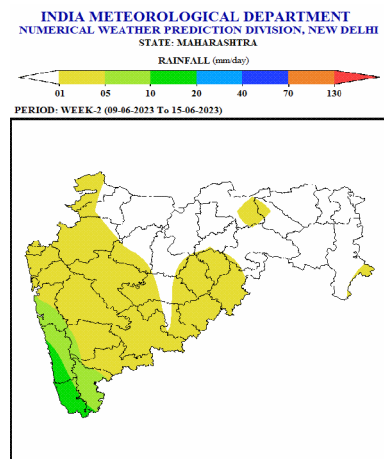 INDIA METEOROLOGICAL DEPARTMENT
NUMERICAL WEATHER PREDICTION DIVISION, NEW DELHI
STATE: MAHARASHTRA
RAINFALL (mm/day)
01 05 10 20 40 70 130
PERIOD: WEEK-2 (09-06-2023 To 15-06-2023)